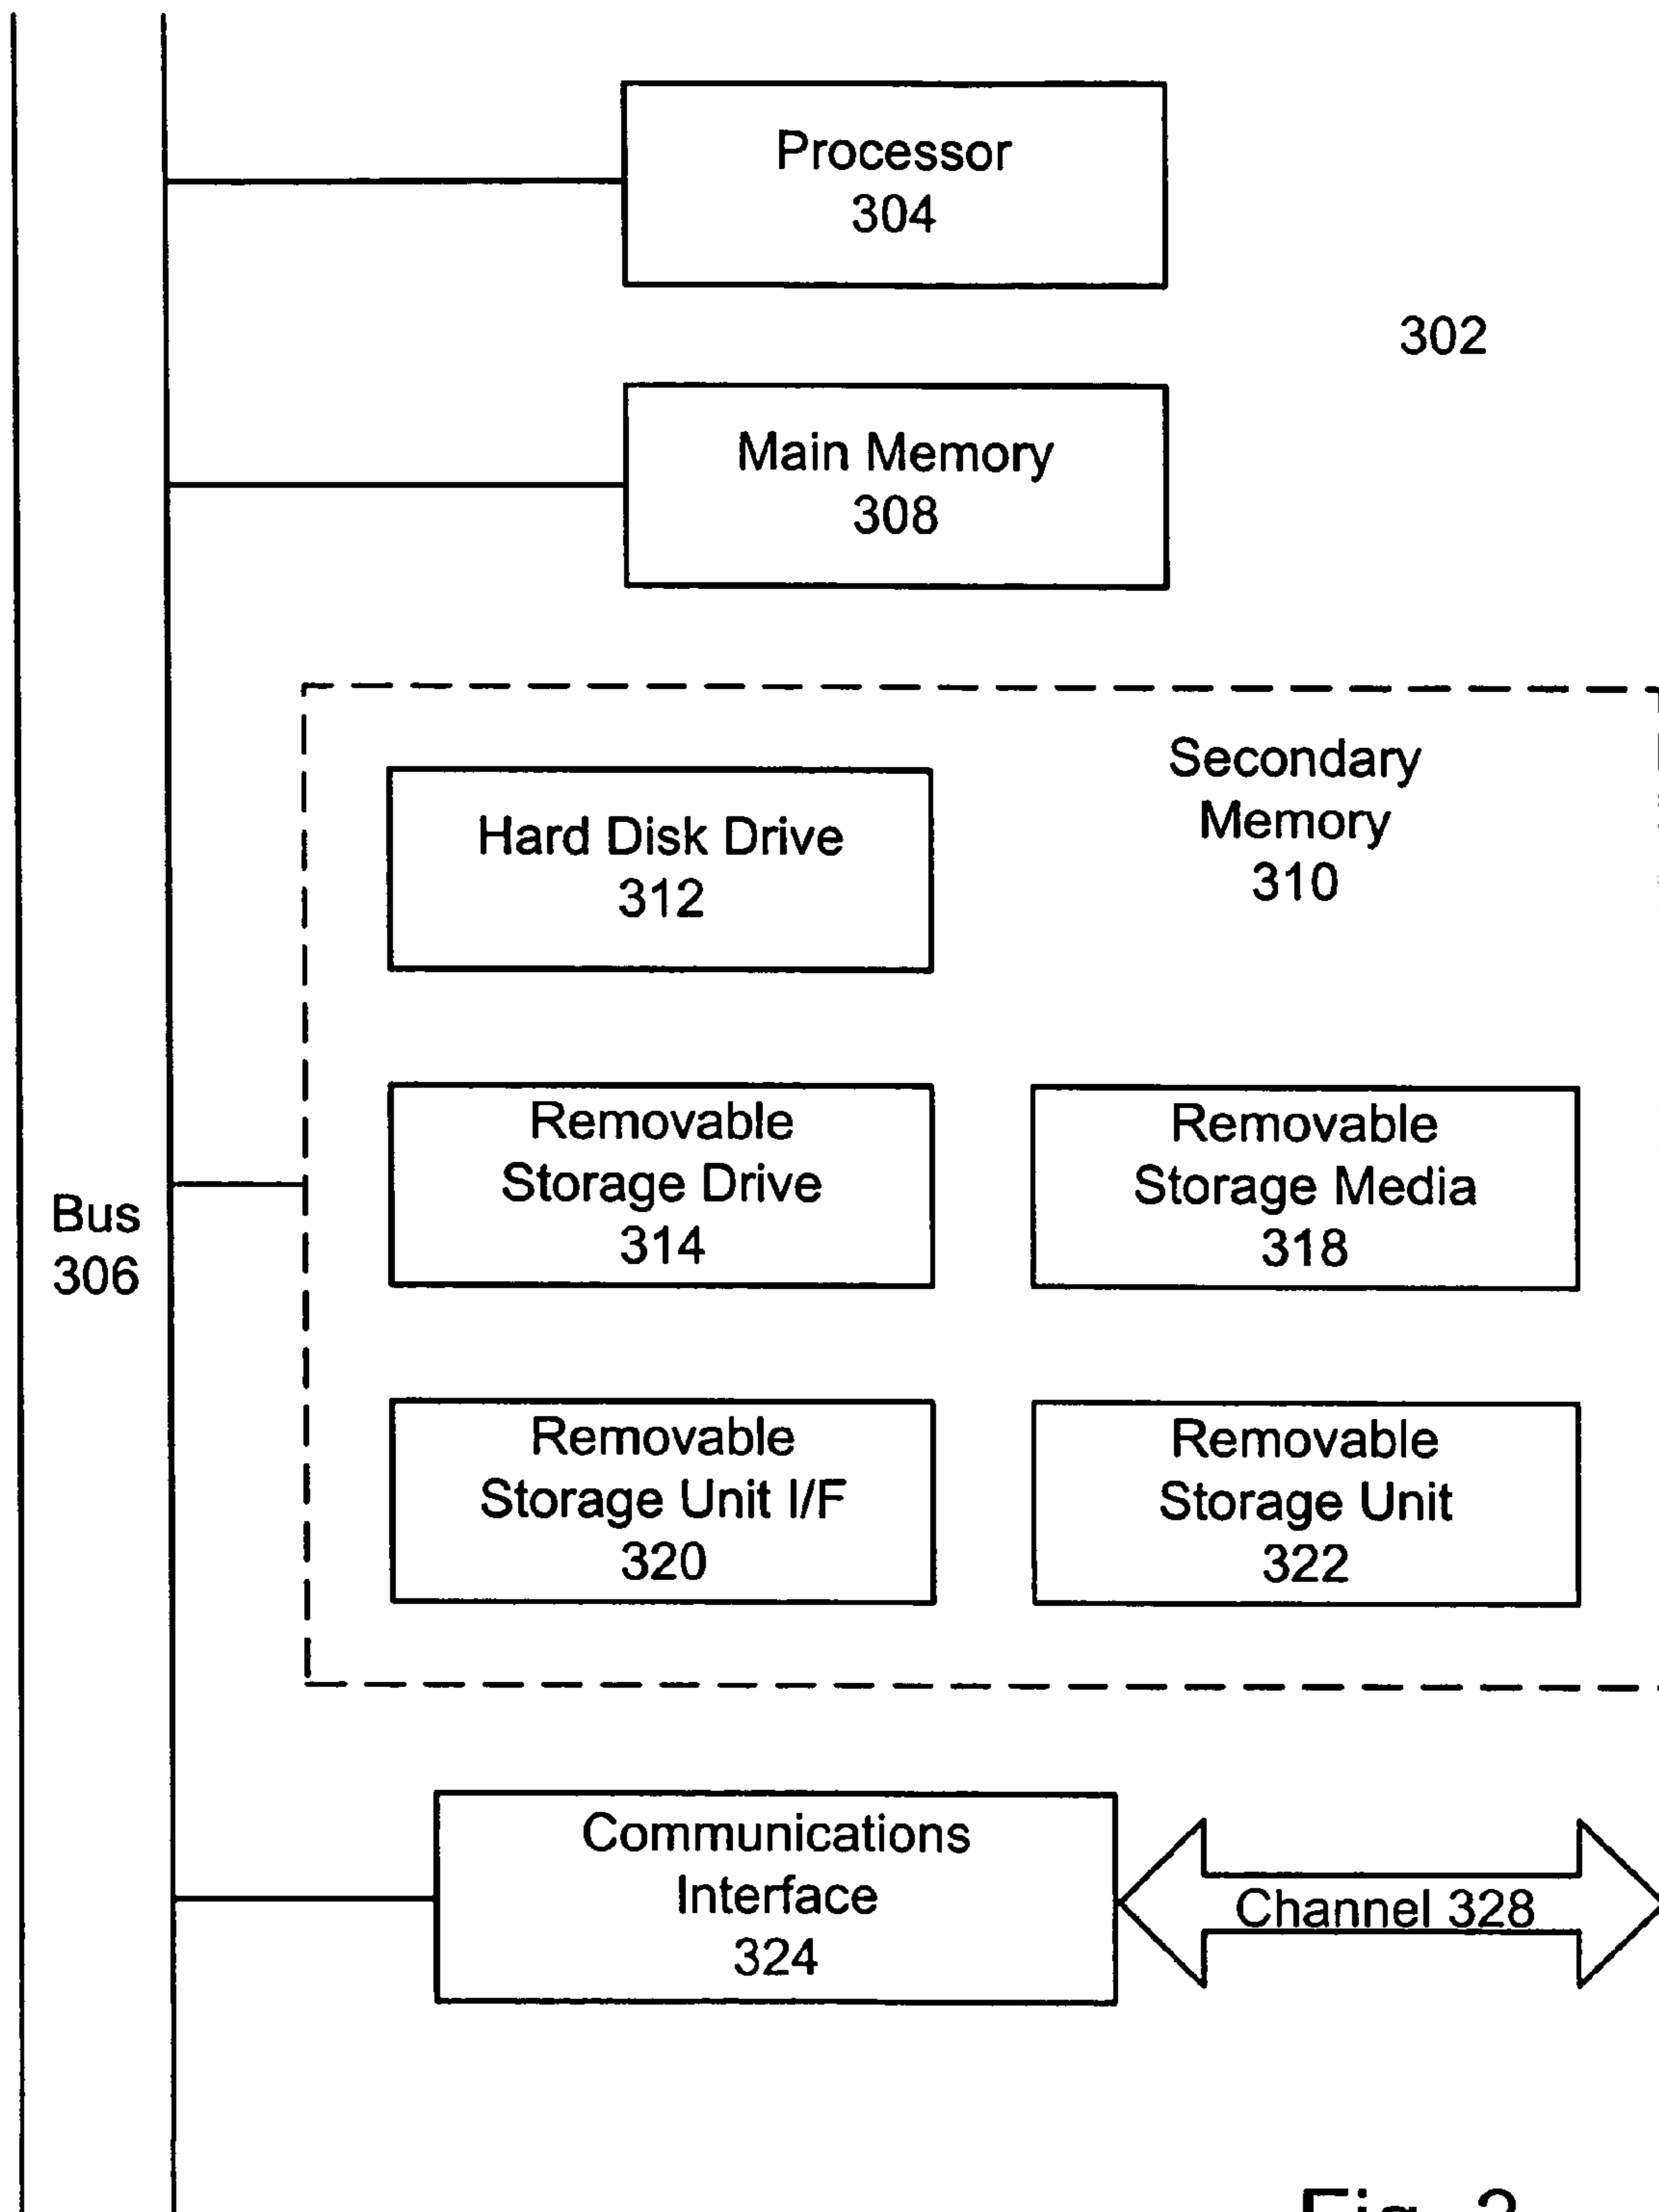 Processor
304
302
Main Memory
308
Secondary
Memory
310
Hard Disk Drive
312
Removable
Storage Drive
314
Removable
Storage Media
318
Bus
306
Removable
Storage Unit I/F
320
Removable
Storage Unit
322
Communications
Interface
324
Channel 328
Fig.